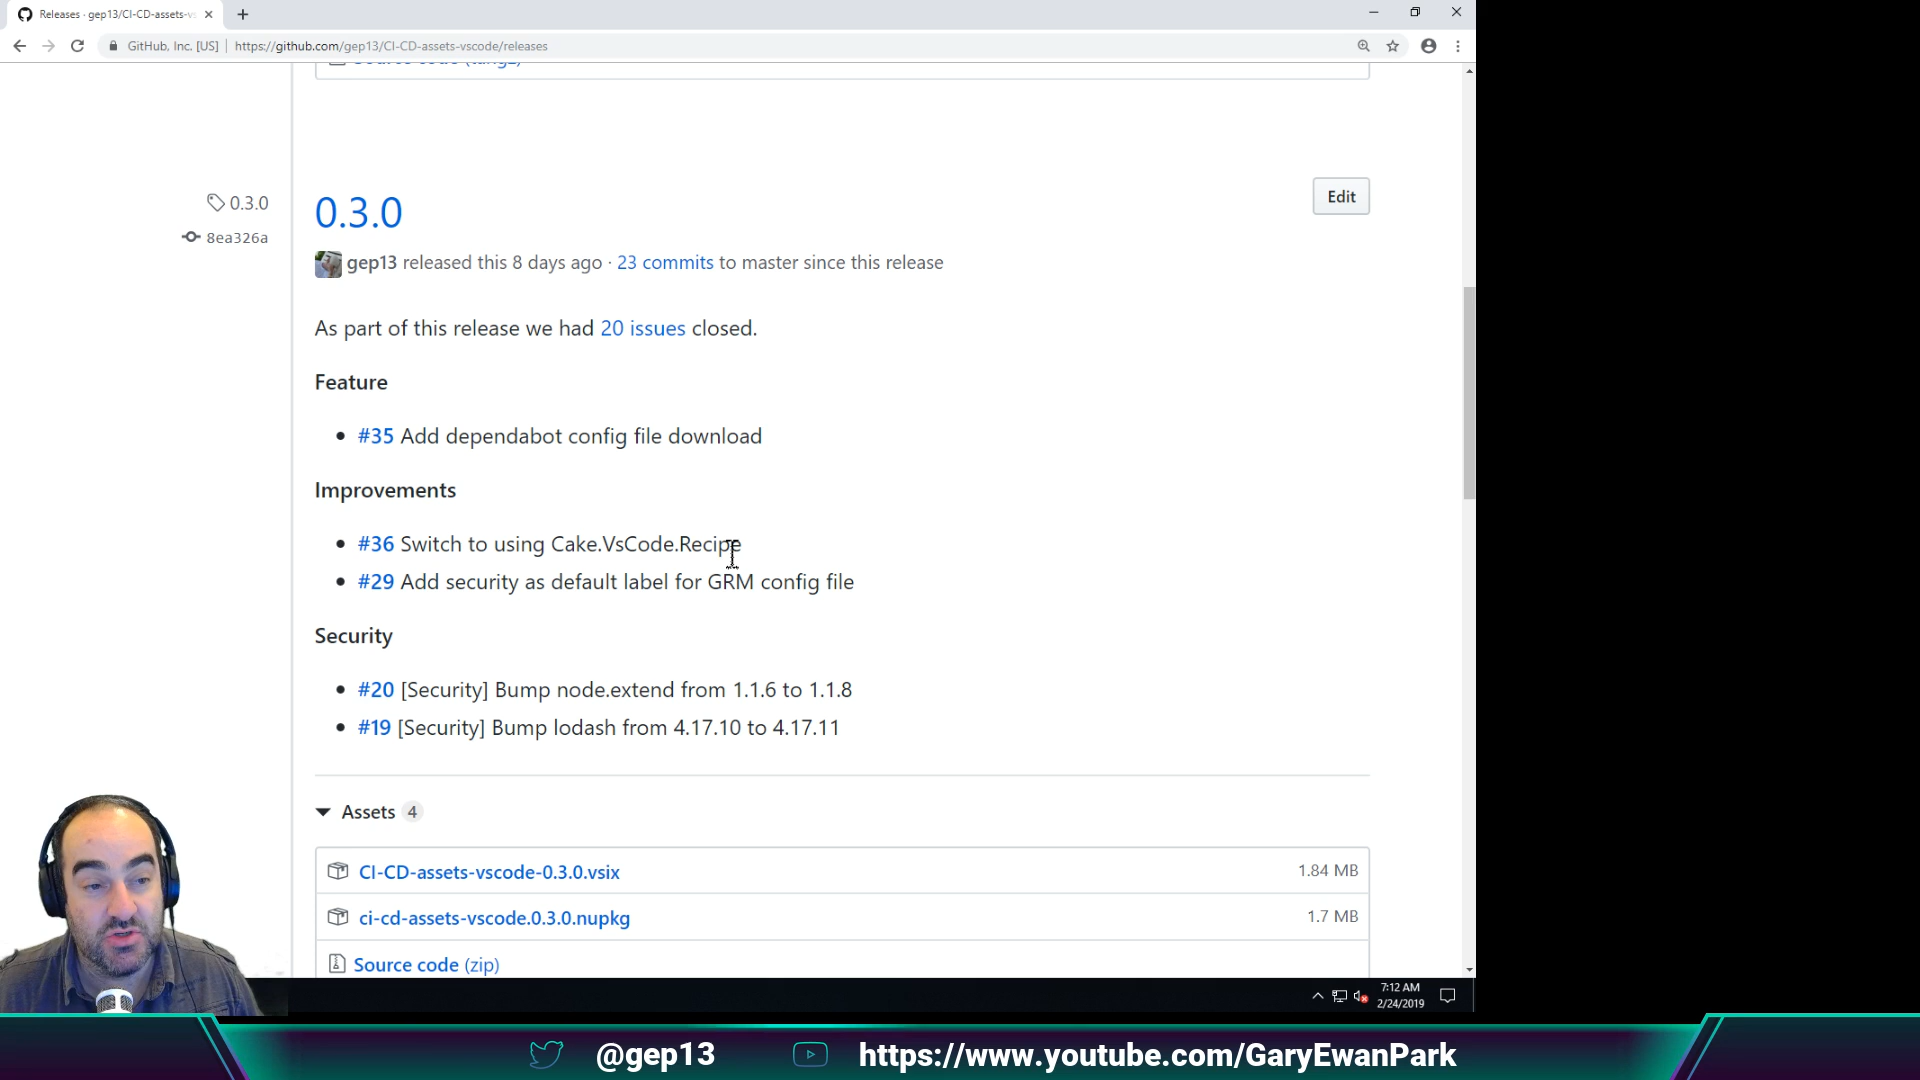 Releases · gep13/CI-CD-assets-vs
GitHub, Inc. [US] | https://github.com/gep13/CI-CD-assets-vscode/releases
0.3.0
8ea326a
0.3.0
Edit
gep13 released this 8 days ago · 23 commits to master since this release
As part of this release we had 20 issues closed.
Feature
• #35 Add dependabot config file download
Improvements
• #36 Switch to using Cake.VsCode.Recipe
• #29 Add security as default label for GRM config file
Security
• #20 [Security] Bump node.extend from 1.1.6 to 1.1.8
• #19 [Security] Bump lodash from 4.17.10 to 4.17.11
Assets 4
CI-CD-assets-vscode-0.3.0.vsix 1.84 MB
ci-cd-assets-vscode.0.3.0.nupkg 1.7 MB
Source code (zip)
7:12 AM
2/24/2019
@gep13 https://www.youtube.com/GaryEwanPark